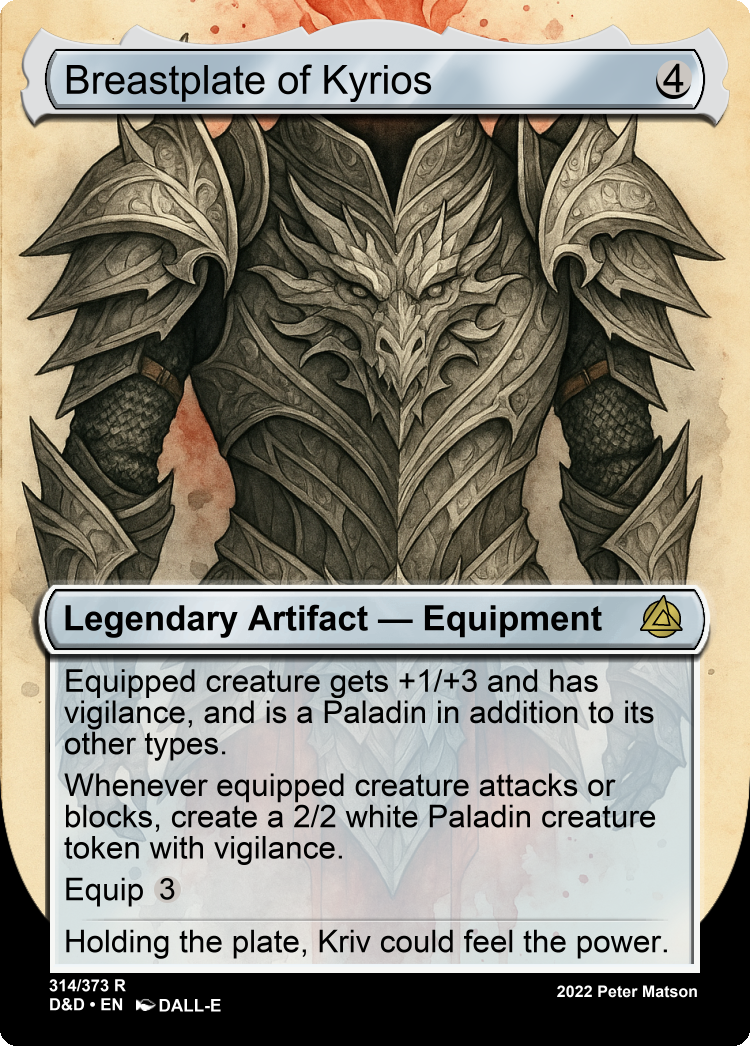 Breastplate of Kyrios 4
Legendary Artifact — Equipment
Equipped creature gets +1/+3 and has
vigilance, and is a Paladin in addition to its
other types.
Whenever equipped creature attacks or
blocks, create a 2/2 white Paladin creature
token with vigilance.
Equip 3
Holding the plate, Kriv could feel the power.
314/373 R
D&D • EN DALL-E
2022 Peter Matson